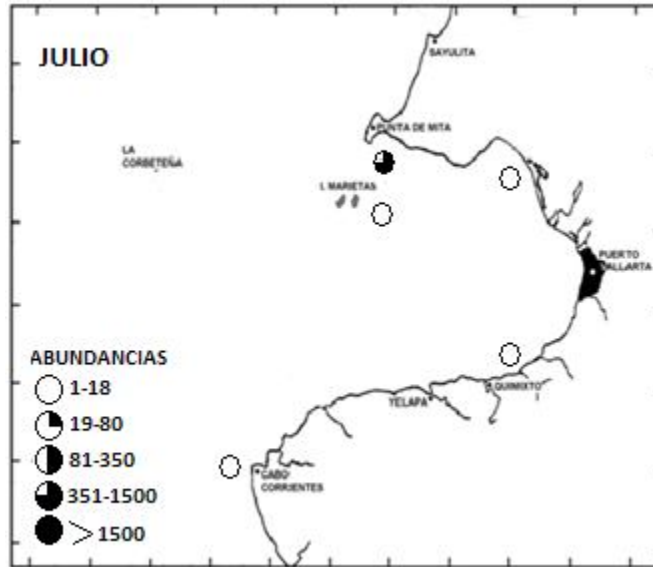 JULIO
SAYULITA
PUNTA DE MITA
LA
CORBETEÑA
I. MARIETAS
PUERTO
VALLARTA
ABUNDANCIAS
1-18
19-80
81-350
351-1500
>1500
QUIMIXTO
YELAPA
CABO
CORRIENTES